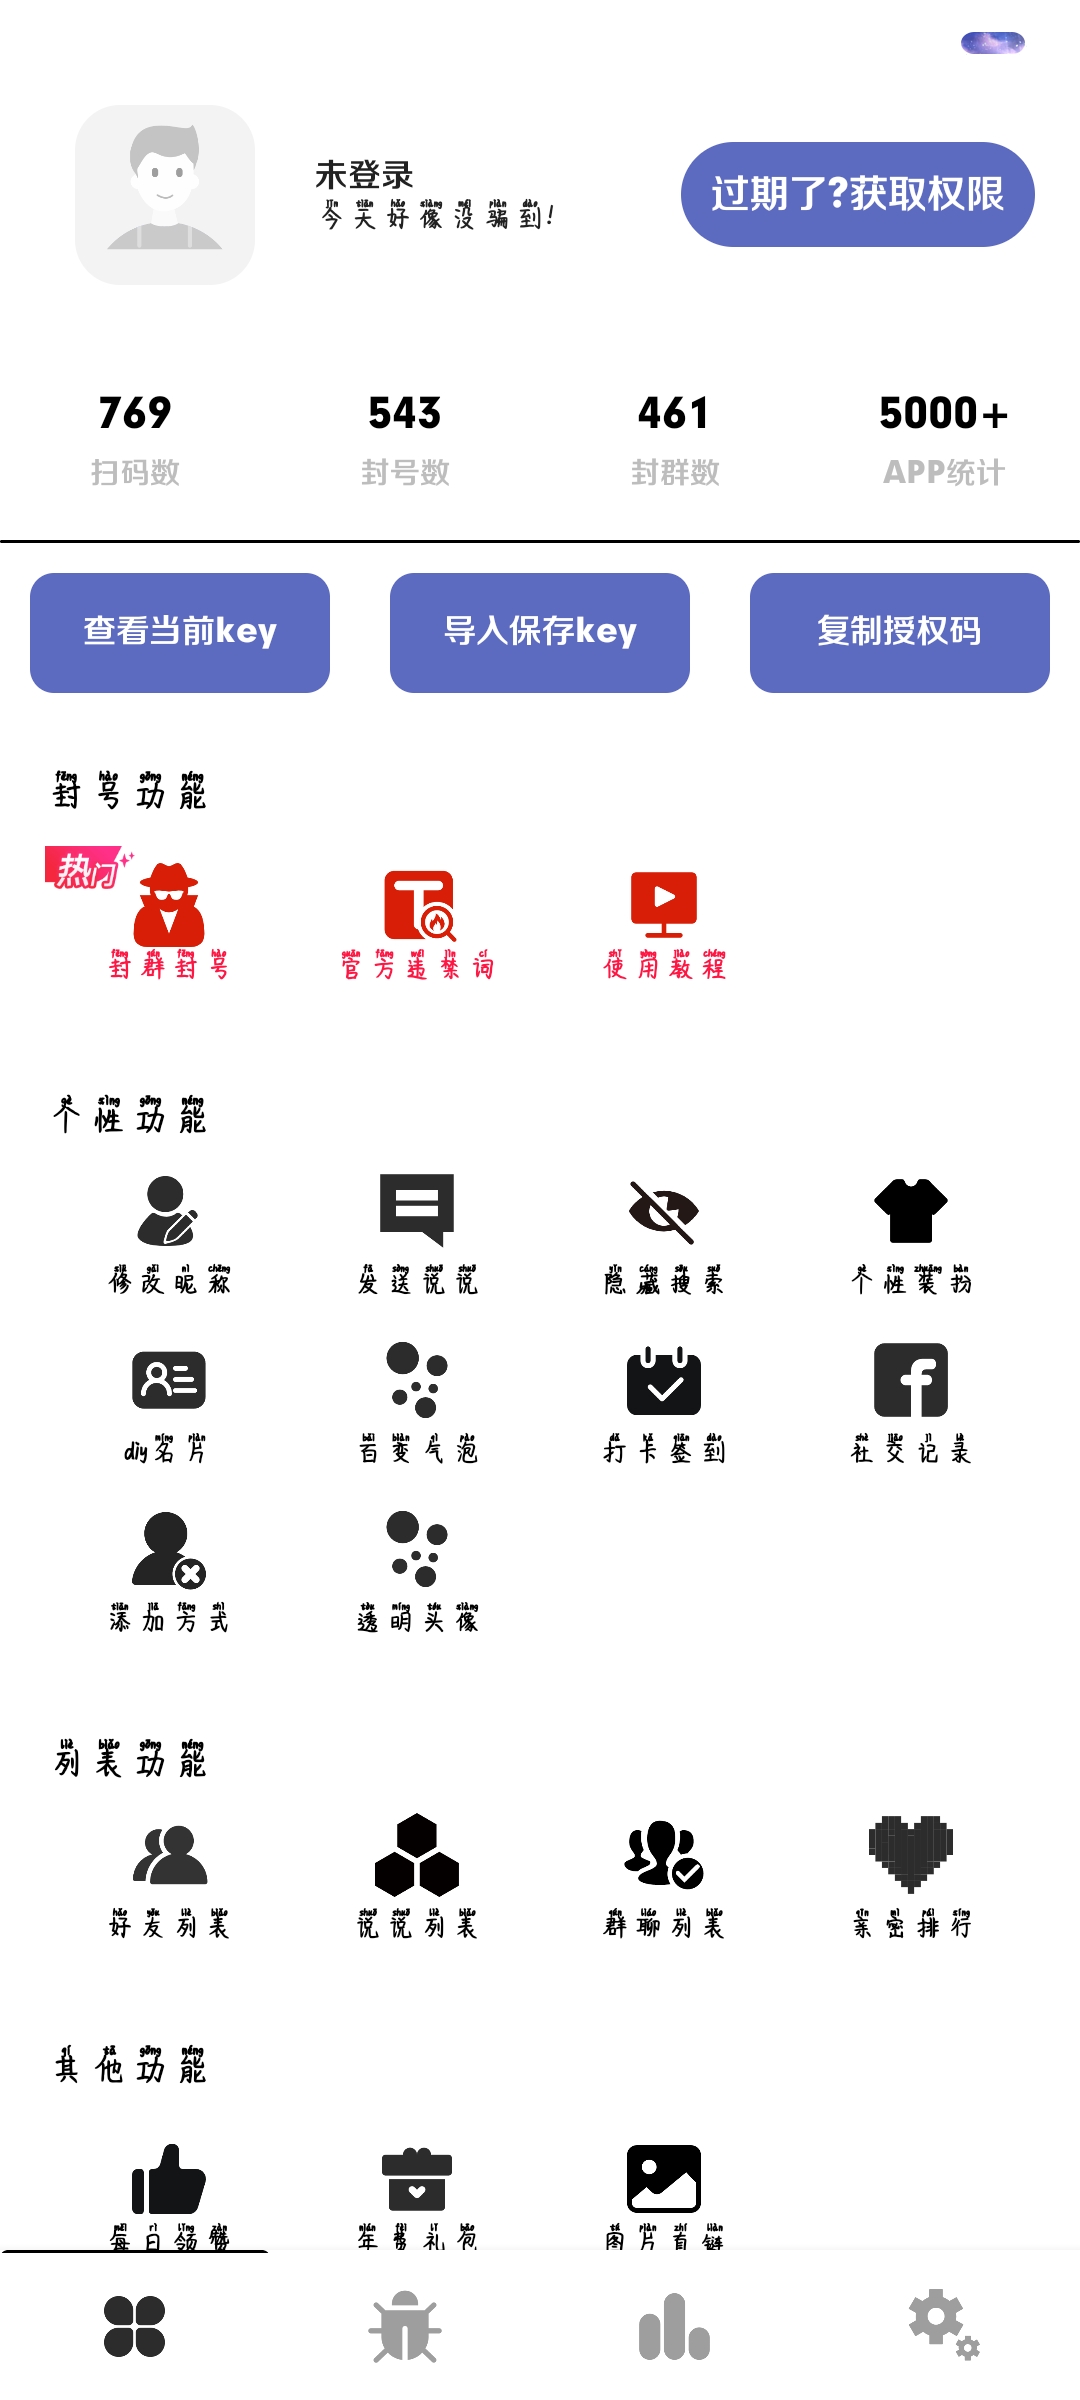 未登录
今天好像没骗到!
过期了?获取权限
769
543
461
5000+
扫码数
封号数
封群数
APP统计
查看当前key
导入保存key
复制授权码
封号功能
热门
封群封号
官方违禁词
使用教程
个性功能
修改昵称
发送说说
隐藏搜索
个性装扮
diy名片
百变气泡
打卡签到
社交记录
添加方式
透明头像
列表功能
好友列表
说说列表
群聊列表
亲密排行
其他功能
每日领赞
年费礼包
图片直链